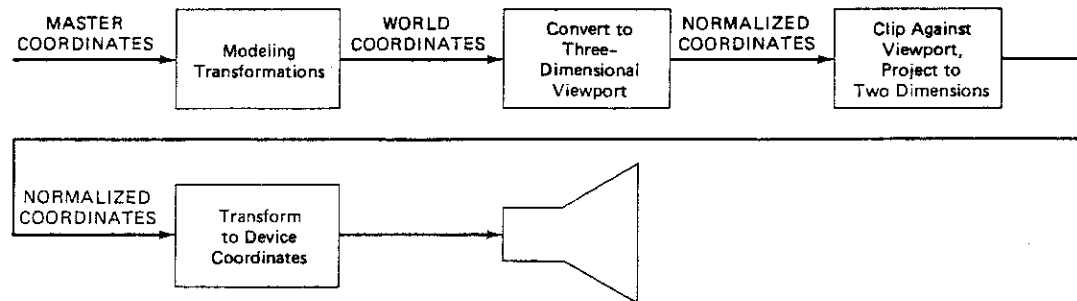 MASTER
COORDINATES
Modeling
Transformations
WORLD
COORDINATES
Convert to
Three-
Dimensional
Viewport
NORMALIZED
COORDINATES
Clip Against
Viewport,
Project to
Two Dimensions
NORMALIZED
COORDINATES
Transform
to Device
Coordinates